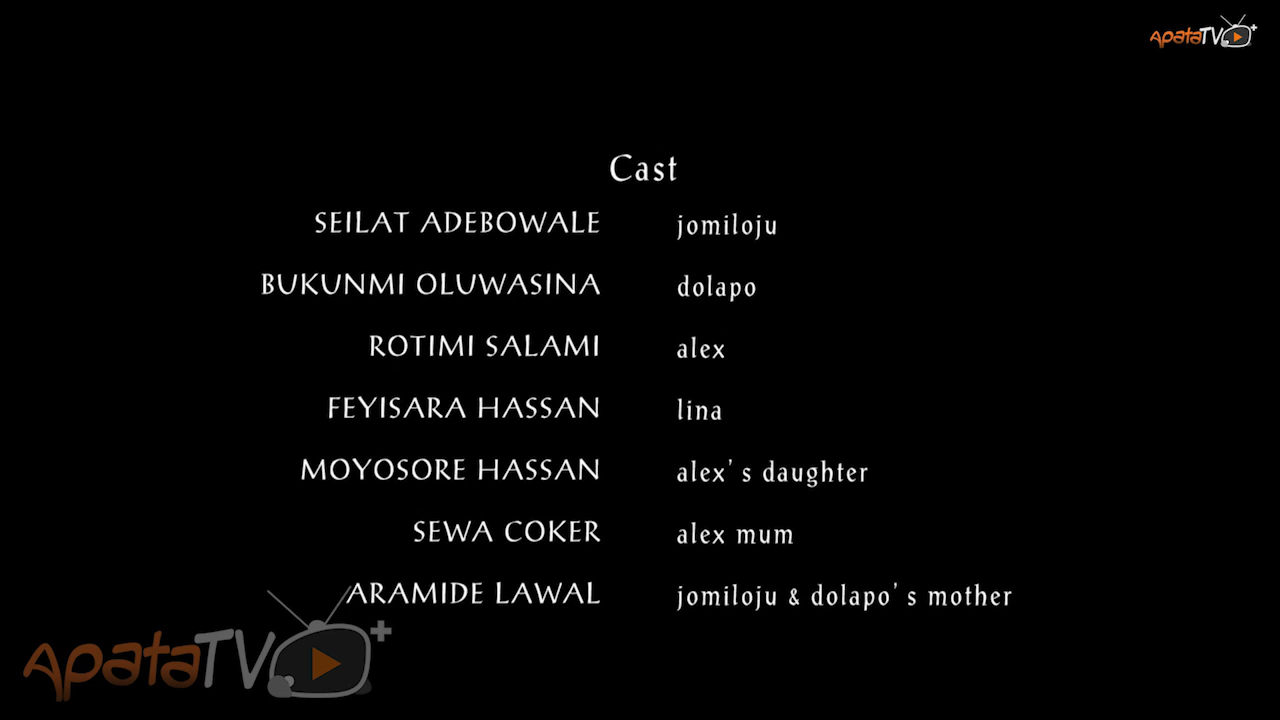 ApataTV+
Cast
SEILAT ADEBOWALE jomiloju
BUKUNMI OLUWASINA dolapo
ROTIMI SALAMI alex
FEYISARA HASSAN lina
MOYOSORE HASSAN alex's daughter
SEWA COKER alex mum
ARAMIDE LAWAL jomiloju & dolapo's mother
ApataTV+